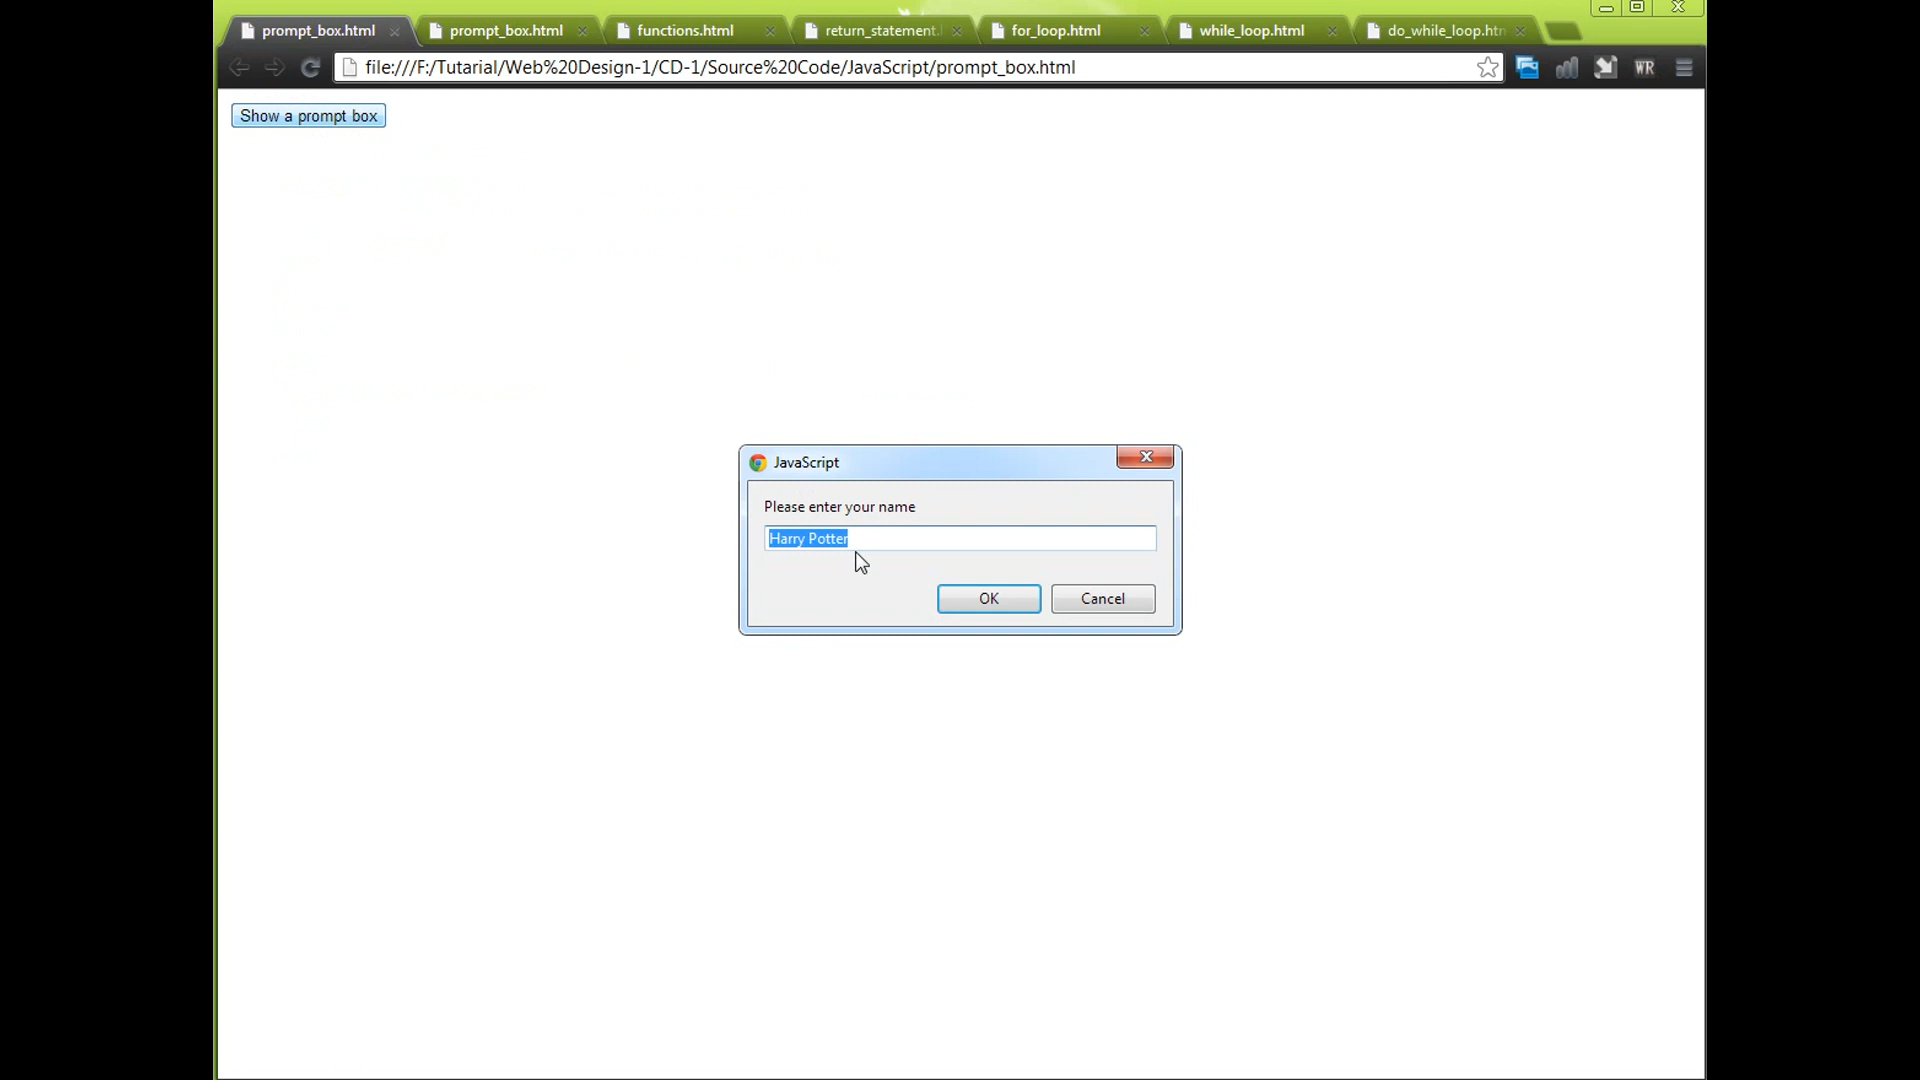 prompt_box.html
prompt_box.html
functions.html
return_statement.
for_loop.html
while_loop.html
do_while_loop.htm
file:///F:/Tutarial/Web%20Design-1/CD-1/Source%20Code/JavaScript/prompt_box.html
WR
Show a prompt box
JavaScript
Please enter your name
Harry Potter
OK
Cancel